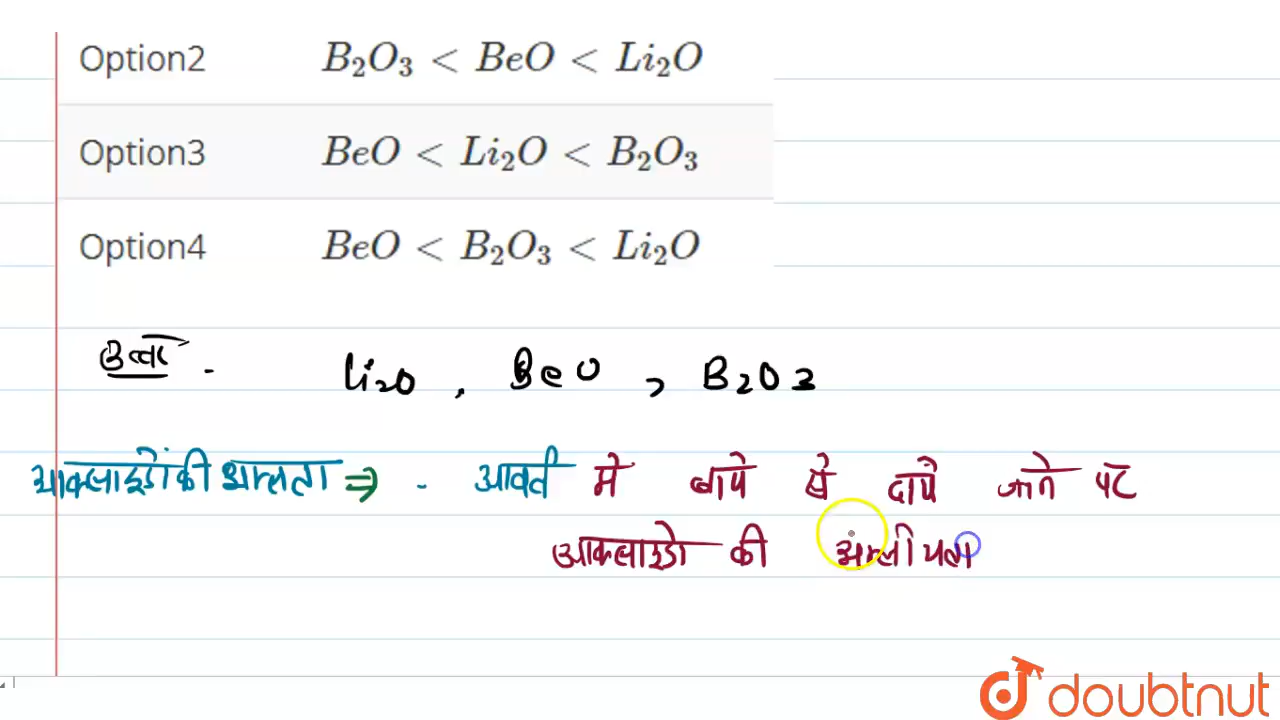 Option2 B₂O₃ < BeO < Li₂O
Option3 BeO < Li₂O < B₂O₃
Option4 BeO < B₂O₃ < Li₂O
उत्तर - Li₂O , BeO , B₂O₃
आक्साइडों की अम्लता ⇒ - आवर्त में बायें से दायें जाने पर
आक्साइडो की अम्लीयता
doubtnut